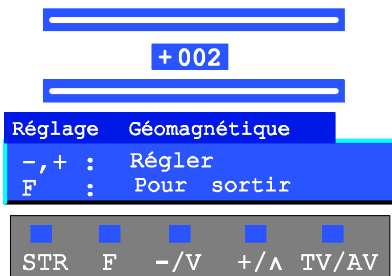 +002
Réglage Géomagnétique
-,+ : Régler
F : Pour sortir
STR F -/V +/ʌ TV/AV